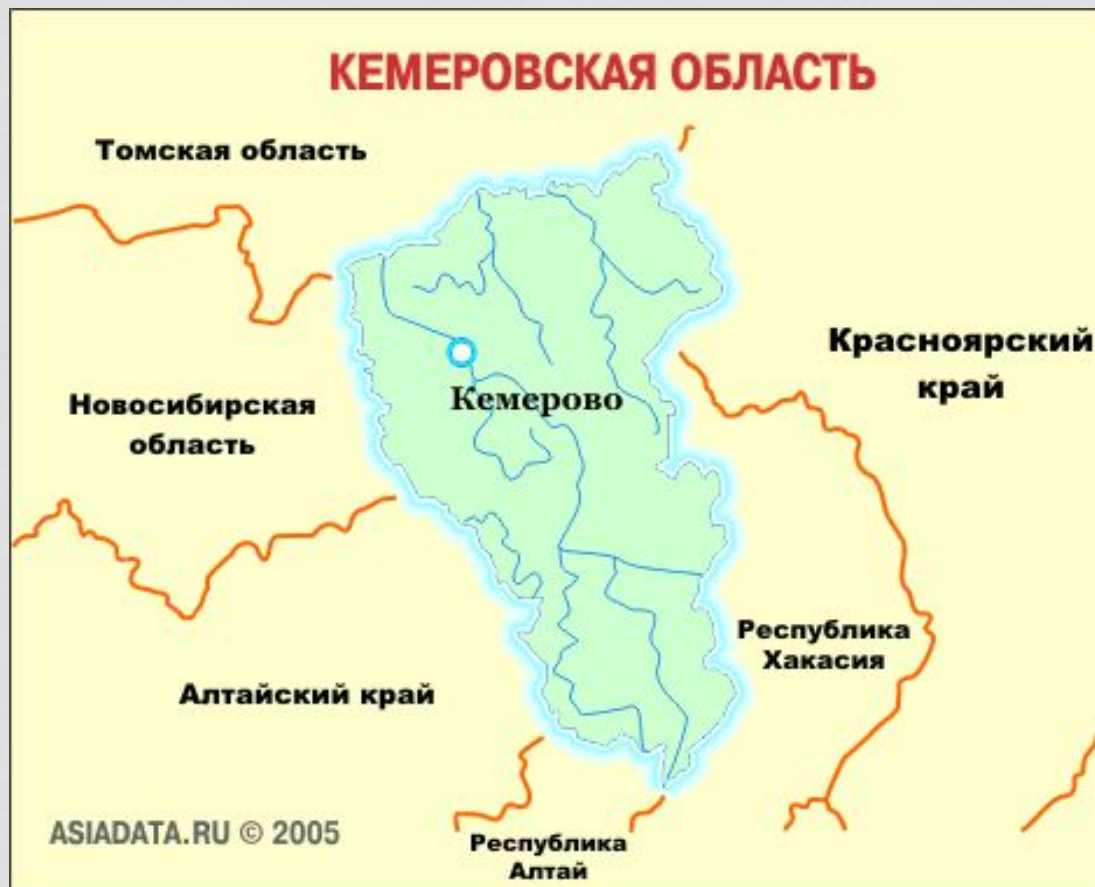 КЕМЕРОВСКАЯ ОБЛАСТЬ
Томская область
Красноярский
край
Новосибирская
область
Кемерово
Республика
Хакасия
Алтайский край
ASIADATA.RU © 2005
Республика
Алтай